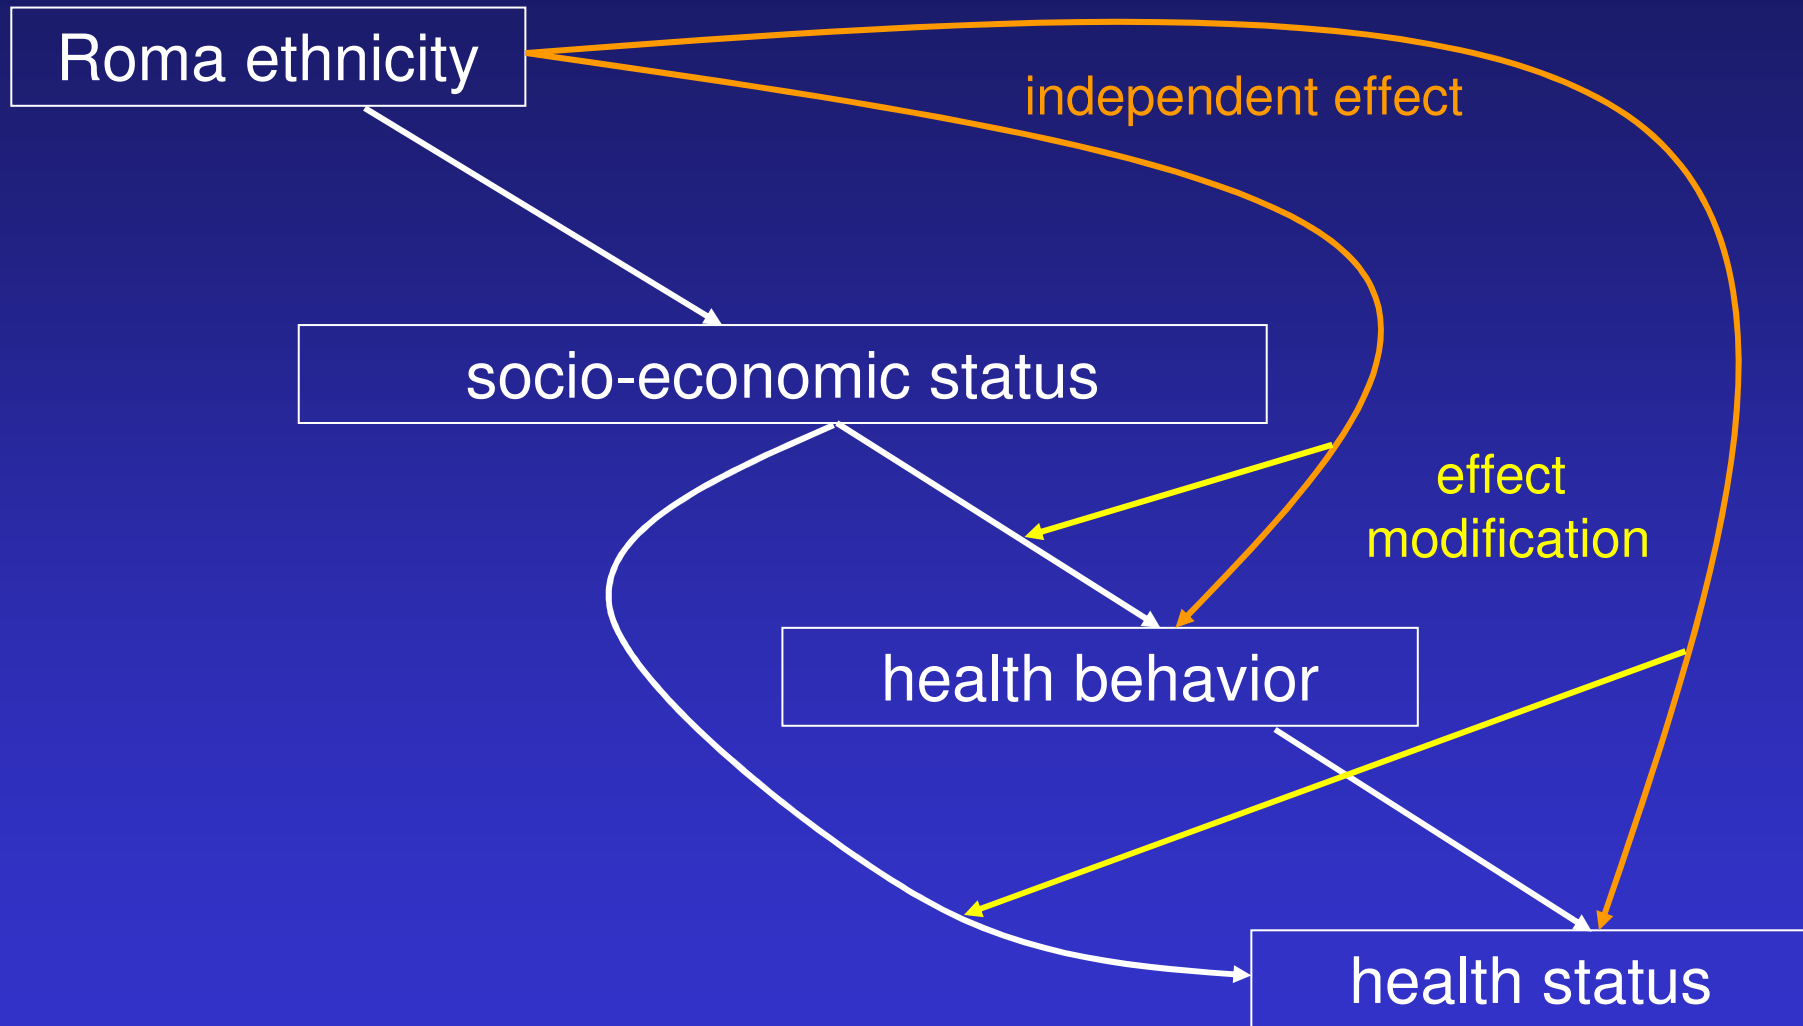 Roma ethnicity
independent effect
socio-economic status
effect
modification
health behavior
health status